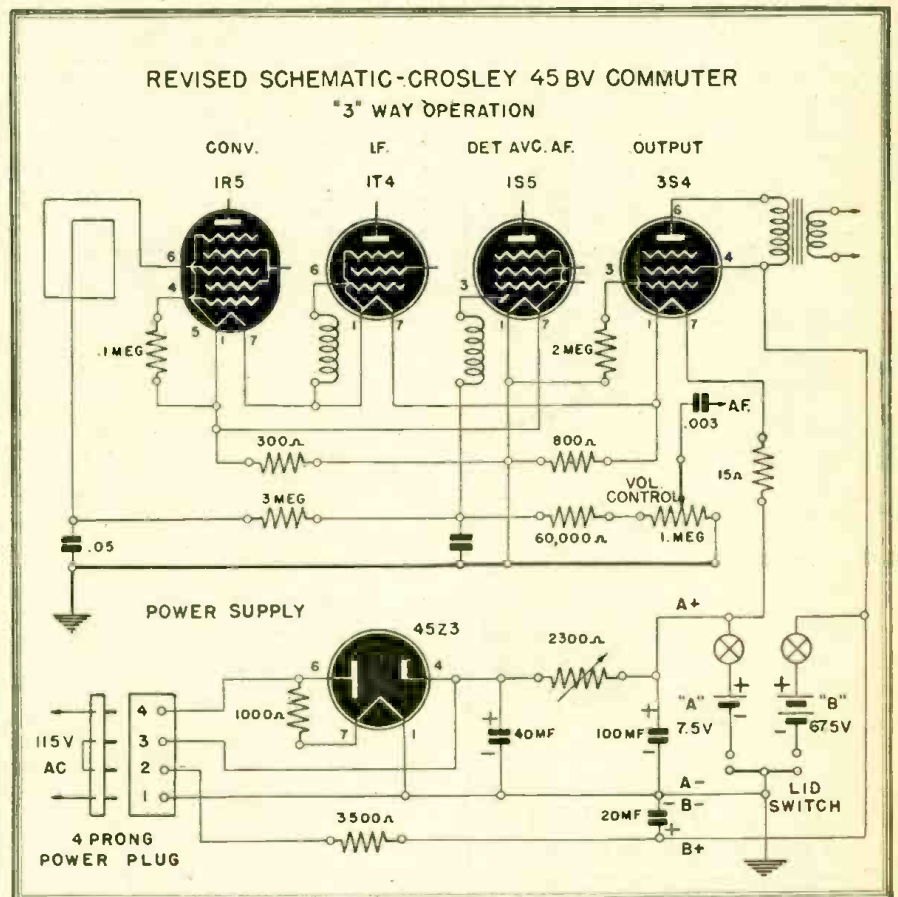 REVISED SCHEMATIC-CROSLEY 45 BV COMMUTER
"3" WAY OPERATION
CONV. I.F. DET AVC. AF. OUTPUT
1R5 1T4 1S5 3S4
6
6 4
6 3 3
4
5 1 7 1 7 1 7 1 7
.1 MEG 2 MEG
A.F.
.003
300Ω 800Ω 15Ω
VOL.
CONTROL
3 MEG
60,000Ω 1. MEG
.05
POWER SUPPLY A+
45Z3 2300Ω
6 4
4 1000Ω 7 1 + + "A" + + "B"
115V 3 40MF 100MF - 7.5V - 67.5V
AC 2 - -
A-
1 - B- LID
SWITCH
4 PRONG 3500Ω 20MF +
POWER PLUG B+